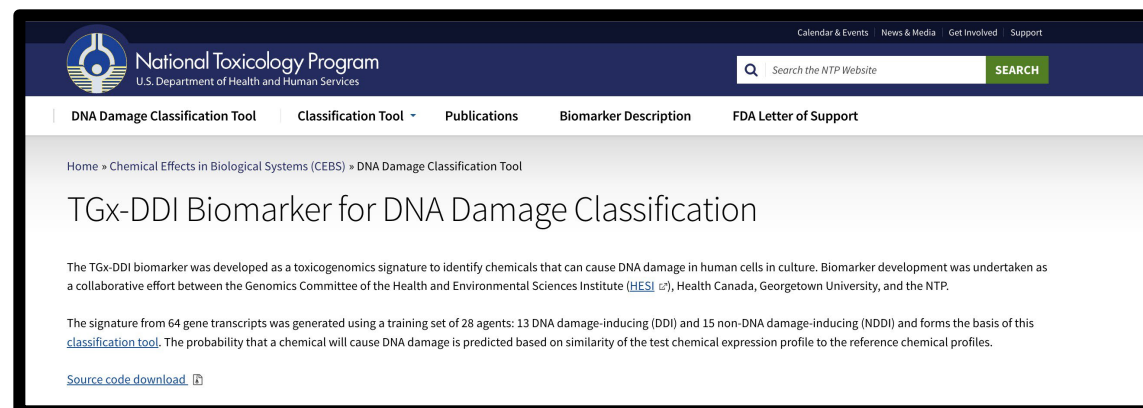 Calendar & Events | News & Media | Get Involved | Support
National Toxicology Program
U.S. Department of Health and Human Services
Search the NTP Website
SEARCH
DNA Damage Classification Tool
Classification Tool
Publications
Biomarker Description
FDA Letter of Support
Home » Chemical Effects in Biological Systems (CEBS) » DNA Damage Classification Tool
TGx-DDI Biomarker for DNA Damage Classification
The TGx-DDI biomarker was developed as a toxicogenomics signature to identify chemicals that can cause DNA damage in human cells in culture. Biomarker development was undertaken as
a collaborative effort between the Genomics Committee of the Health and Environmental Sciences Institute (HESI), Health Canada, Georgetown University, and the NTP.
The signature from 64 gene transcripts was generated using a training set of 28 agents: 13 DNA damage-inducing (DDI) and 15 non-DNA damage-inducing (NDDI) and forms the basis of this
classification tool. The probability that a chemical will cause DNA damage is predicted based on similarity of the test chemical expression profile to the reference chemical profiles.
Source code download